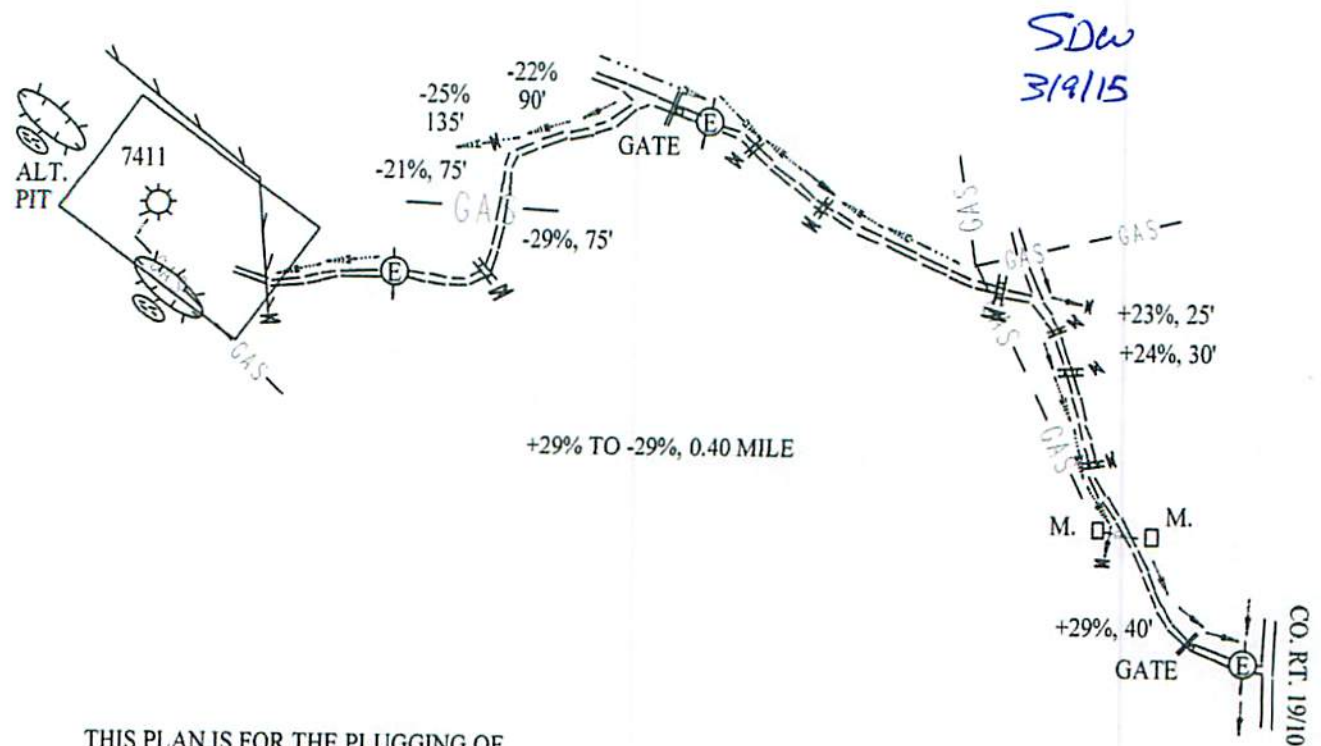 SDW
3/9/15
-22%
90'
-25%
135'
-21%, 75'
GAS
-29%, 75'
GATE
E
7411
ALT.
PIT
E
GAS
GAS
GAS
GAS
GAS
+23%, 25'
+24%, 30'
GAS
GAS
+29% TO -29%, 0.40 MILE
M.
M.
+29%, 40'
GATE
E
CO. RT. 19/10
THIS PLAN IS FOR THE PLUGGING OF